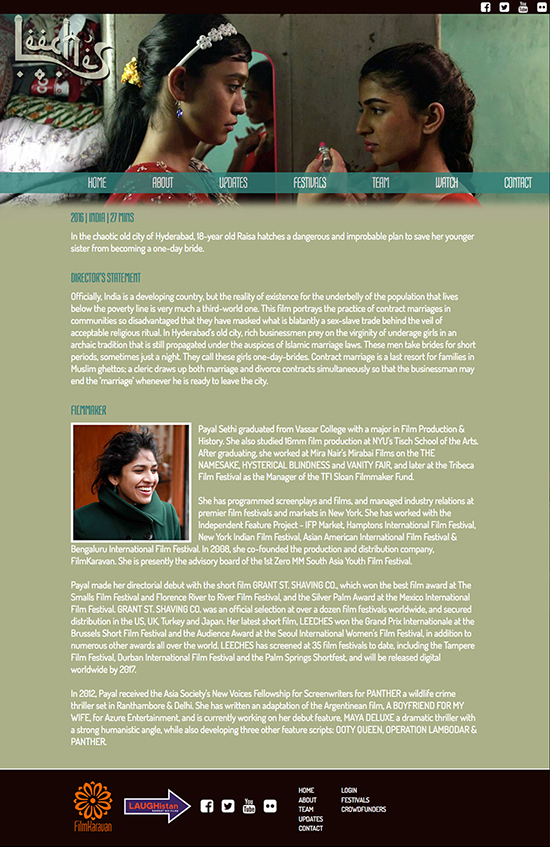 Leeches
HOME ABOUT UPDATES FESTIVALS TEAM WATCH CONTACT
2016 | INDIA | 27 MINS
In the chaotic old city of Hyderabad, 18-year old Raisa hatches a dangerous and improbable plan to save her younger
sister from becoming a one-day bride.
DIRECTOR'S STATEMENT
Officially, India is a developing country, but the reality of existence for the underbelly of the population that lives
below the poverty line is very much a third-world one. This film portrays the practice of contract marriages in
communities so disadvantaged that they have masked what is blatantly a sex-slave trade behind the veil of
acceptable religious ritual. In Hyderabad's old city, rich businessmen prey on the virginity of underage girls in an
archaic tradition that is still propagated under the auspices of Islamic marriage laws. These men take brides for short
periods, sometimes just a night. They call these girls one-day-brides. Contract marriage is a last resort for families in
Muslim ghettos; a cleric draws up both marriage and divorce contracts simultaneously so that the businessman may
end the 'marriage' whenever he is ready to leave the city.
FILMMAKER
Payal Sethi graduated from Vassar College with a major in Film Production &
History. She also studied 16mm film production at NYU's Tisch School of the Arts.
After graduating, she worked at Mira Nair's Mirabai Films on the THE
NAMESAKE, HYSTERICAL BLINDNESS and VANITY FAIR, and later at the Tribeca
Film Festival as the Manager of the TFI Sloan Filmmaker Fund.
She has programmed screenplays and films, and managed industry relations at
premier film festivals and markets in New York. She has worked with the
Independent Feature Project - IFP Market, Hamptons International Film Festival,
New York Indian Film Festival, Asian American International Film Festival &
Bengaluru International Film Festival. In 2008, she co-founded the production and distribution company,
FilmKaravan. She is presently the advisory board of the 1st Zero MM South Asia Youth Film Festival.
Payal made her directorial debut with the short film GRANT ST. SHAVING CO., which won the best film award at The
Smalls Film Festival and Florence River to River Film Festival, and the Silver Palm Award at the Mexico International
Film Festival. GRANT ST. SHAVING CO. was an official selection at over a dozen film festivals worldwide, and secured
distribution in the US, UK, Turkey and Japan. Her latest short film, LEECHES won the Grand Prix Internationale at the
Brussels Short Film Festival and the Audience Award at the Seoul International Women's Film Festival, in addition to
numerous other awards all over the world. LEECHES has screened at 35 film festivals to date, including the Tampere
Film Festival, Durban International Film Festival and the Palm Springs Shortfest, and will be released digital
worldwide by 2017.
In 2012, Payal received the Asia Society's New Voices Fellowship for Screenwriters for PANTHER a wildlife crime
thriller set in Ranthambore & Delhi. She has written an adaptation of the Argentinean film, A BOYFRIEND FOR MY
WIFE, for Azure Entertainment, and is currently working on her debut feature, MAYA DELUXE a dramatic thriller with
a strong humanistic angle, while also developing three other feature scripts: OOTY QUEEN, OPERATION LAMBODAR &
PANTHER.
FilmKaravan
LAUGHistan
You Tube
HOME LOGIN
ABOUT FESTIVALS
TEAM CROWDFUNDERS
UPDATES
CONTACT